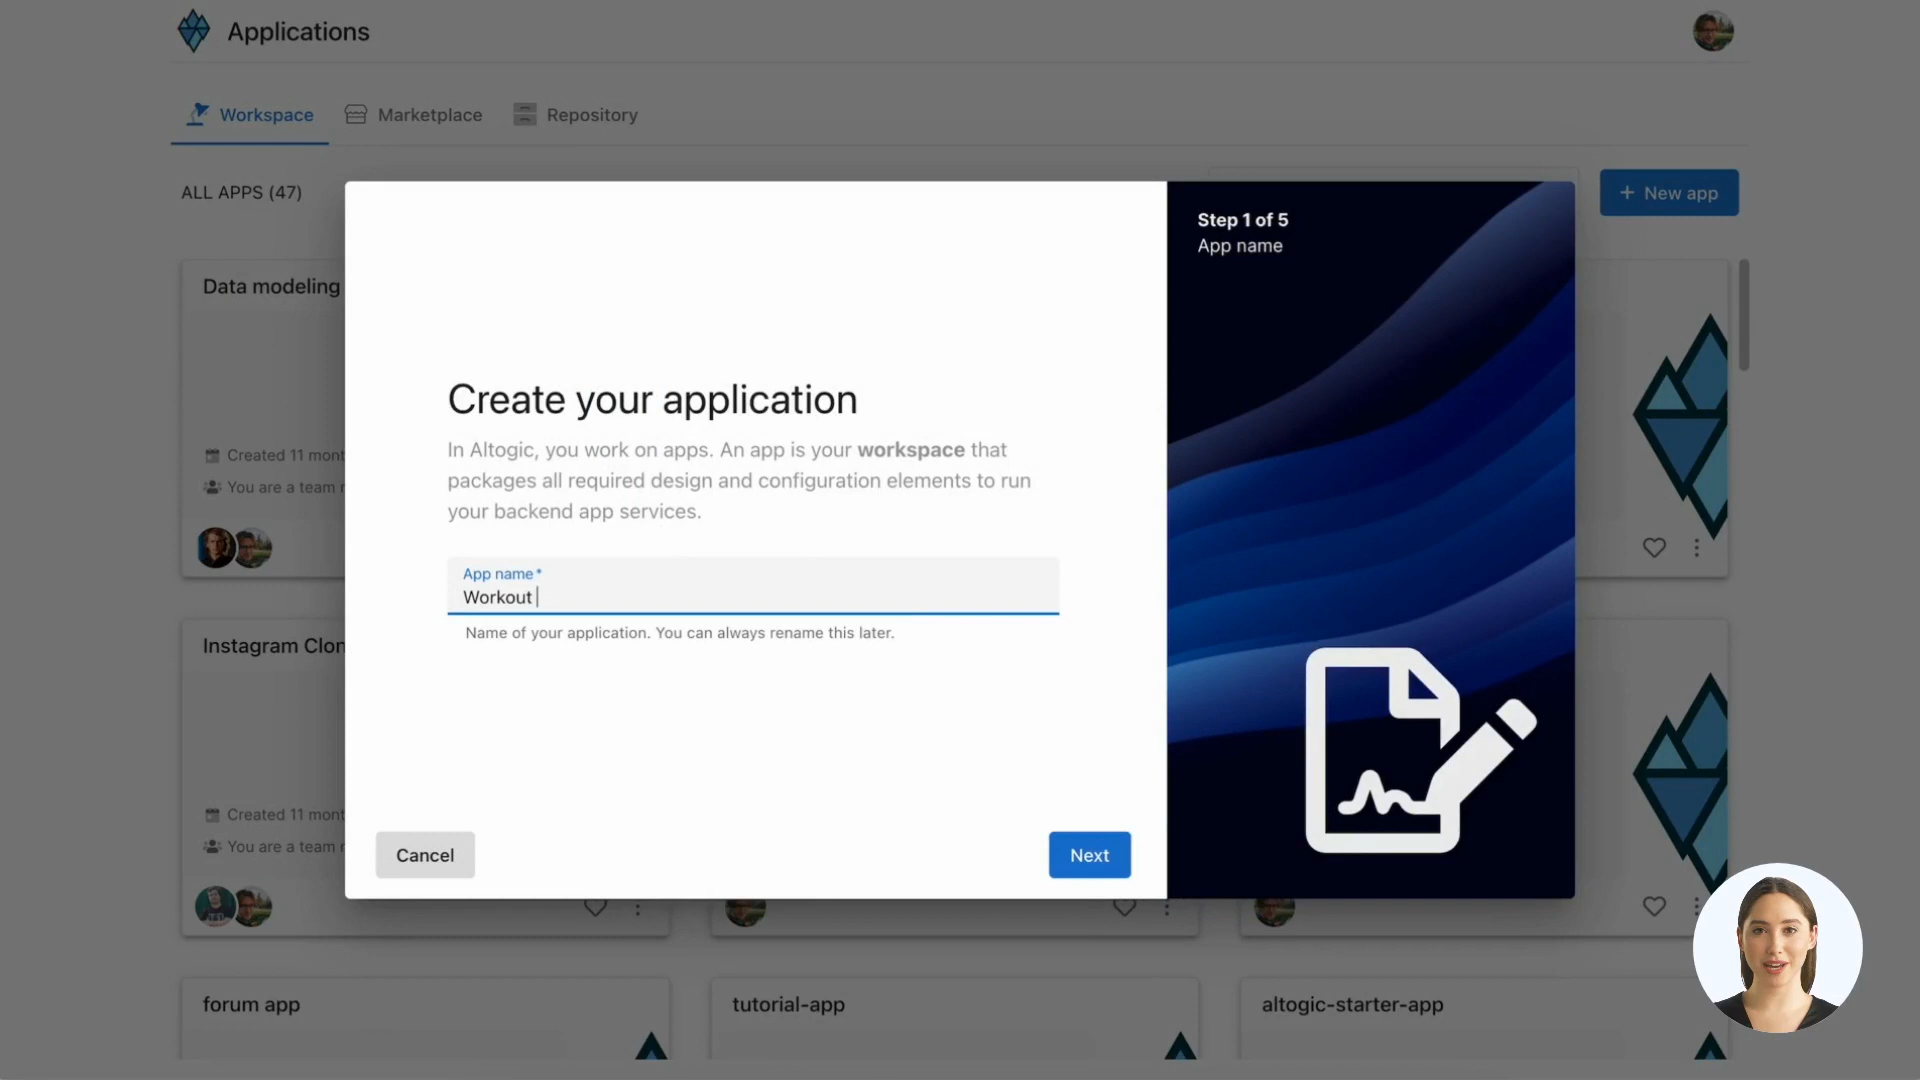 Applications
Workspace
Marketplace
Repository
ALL APPS (47)
+ New app
Data modeling
Created 11 mont
You are a team
Step 1 of 5
App name
Create your application
In Altogic, you work on apps. An app is your workspace that
packages all required design and configuration elements to run
your backend app services.
App name *
Workout
Name of your application. You can always rename this later.
Cancel
Next
Instagram Clon
Created 11 mont
You are a team
forum app
tutorial-app
altogic-starter-app